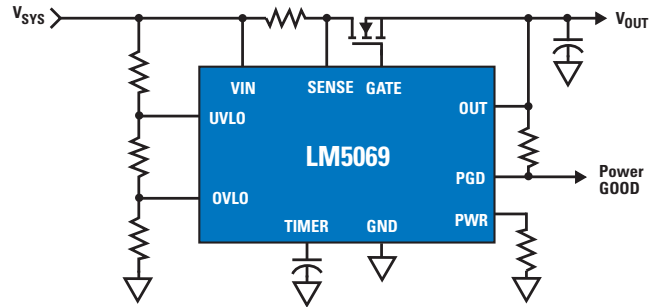 VSYS
VOUT
VIN
SENSE
GATE
UVLO
OUT
LM5069
PGD
Power
GOOD
OVLO
TIMER
GND
PWR